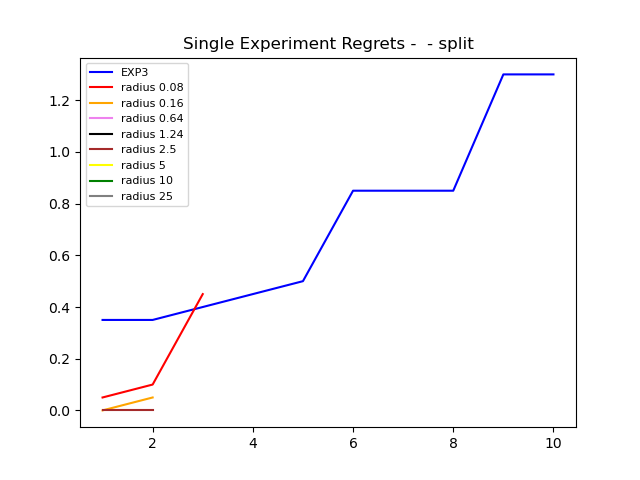 Single Experiment Regrets -  - split
EXP3
radius 0.08
radius 0.16
radius 0.64
radius 1.24
radius 2.5
radius 5
radius 10
radius 25
1.2
1.0
0.8
0.6
0.4
0.2
0.0
2 4 6 8 10